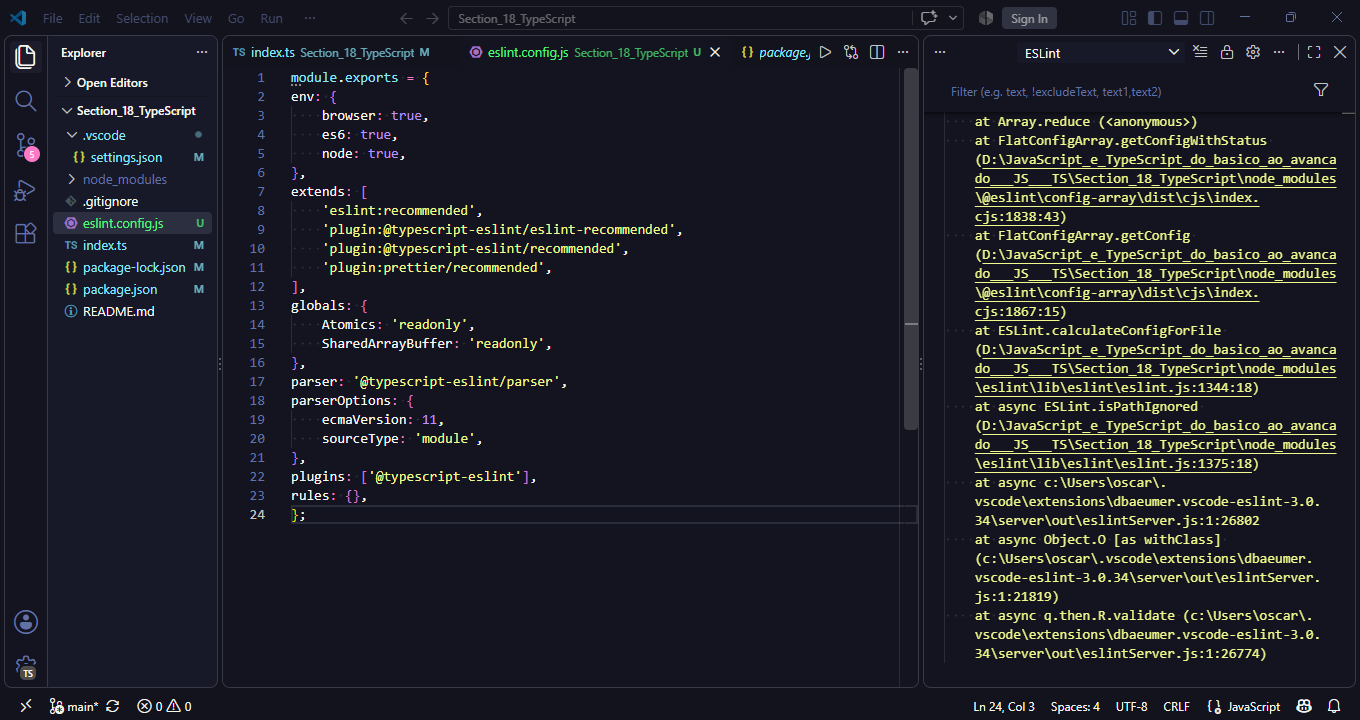 File Edit Selection View Go Run ··· Section_18_TypeScript Sign In
Explorer ···
Open Editors
Section_18_TypeScript
.vscode
{} settings.json M
node_modules
.gitignore
eslint.config.js U
TS index.ts M
{} package-lock.json M
{} package.json M
README.md
5
TS
TS index.ts Section_18_TypeScript M eslint.config.js Section_18_TypeScript U {} package. ···
1 module.exports = {
2 env: {
3 browser: true,
4 es6: true,
5 node: true,
6 },
7 extends: [
8 'eslint:recommended',
9 'plugin:@typescript-eslint/eslint-recommended',
10 'plugin:@typescript-eslint/recommended',
11 'plugin:prettier/recommended',
12 ],
13 globals: {
14 Atomics: 'readonly',
15 SharedArrayBuffer: 'readonly',
16 },
17 parser: '@typescript-eslint/parser',
18 parserOptions: {
19 ecmaVersion: 11,
20 sourceType: 'module',
21 },
22 plugins: ['@typescript-eslint'],
23 rules: {},
24 };
··· ESLint ···
Filter (e.g. text, !excludeText, text1,text2)
at Array.reduce (<anonymous>)
at FlatConfigArray.getConfigWithStatus
(D:\JavaScript_e_TypeScript_do_basico_ao_avanca
do___JS___TS\Section_18_TypeScript\node_modules
\@eslint\config-array\dist\cjs\index.
cjs:1838:43)
at FlatConfigArray.getConfig
(D:\JavaScript_e_TypeScript_do_basico_ao_avanca
do___JS___TS\Section_18_TypeScript\node_modules
\@eslint\config-array\dist\cjs\index.
cjs:1867:15)
at ESLint.calculateConfigForFile
(D:\JavaScript_e_TypeScript_do_basico_ao_avanca
do___JS___TS\Section_18_TypeScript\node_modules
\eslint\lib\eslint\eslint.js:1344:18)
at async ESLint.isPathIgnored
(D:\JavaScript_e_TypeScript_do_basico_ao_avanca
do___JS___TS\Section_18_TypeScript\node_modules
\eslint\lib\eslint\eslint.js:1375:18)
at async c:\Users\oscar\.
vscode\extensions\dbaeumer.vscode-eslint-3.0.
34\server\out\eslintServer.js:1:26802
at async Object.O [as withClass]
(c:\Users\oscar\.vscode\extensions\dbaeumer.
vscode-eslint-3.0.34\server\out\eslintServer.
js:1:21819)
at async q.then.R.validate (c:\Users\oscar\.
vscode\extensions\dbaeumer.vscode-eslint-3.0.
34\server\out\eslintServer.js:1:26774)
main* 0 0 Ln 24, Col 3 Spaces: 4 UTF-8 CRLF {} JavaScript